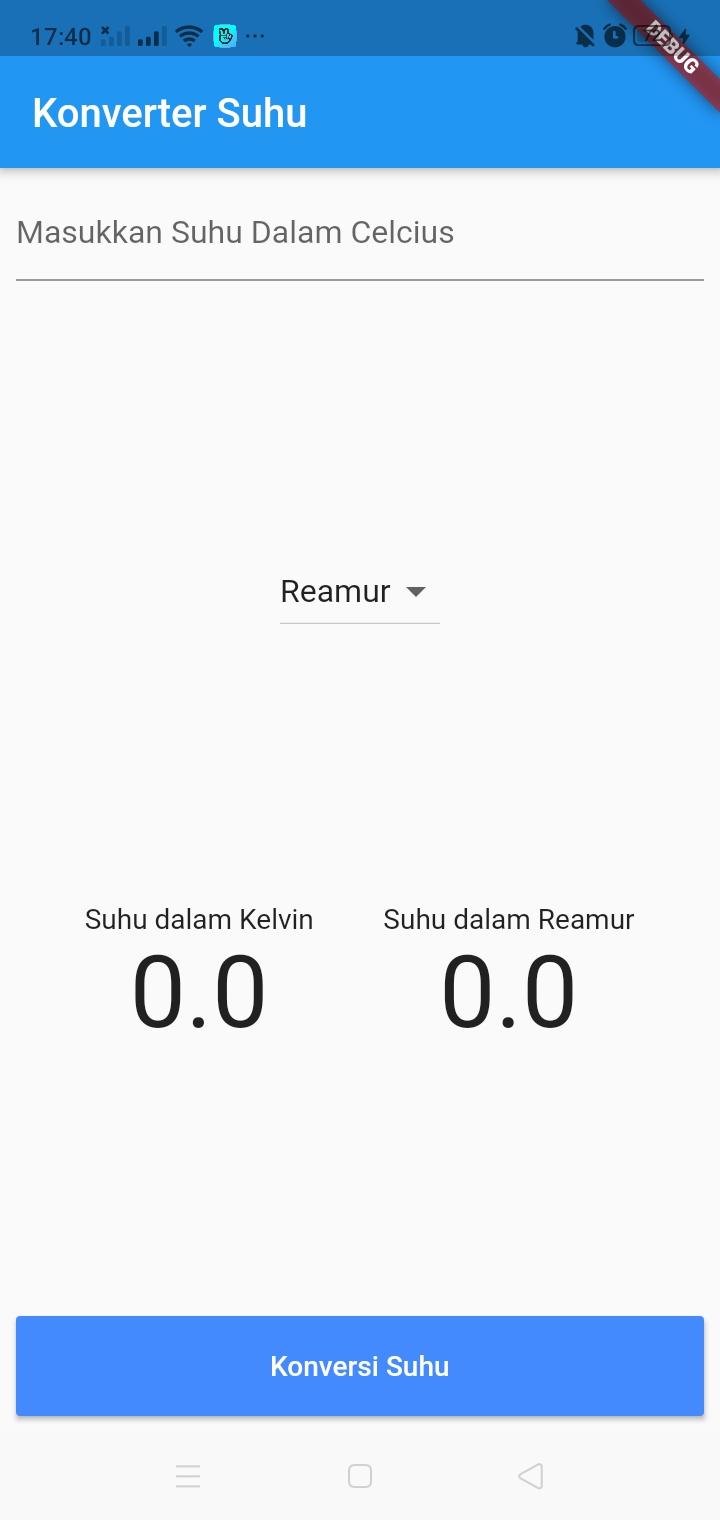 17:40
DEBUG
Konverter Suhu
Masukkan Suhu Dalam Celcius
Reamur
Suhu dalam Kelvin Suhu dalam Reamur
0.0 0.0
Konversi Suhu